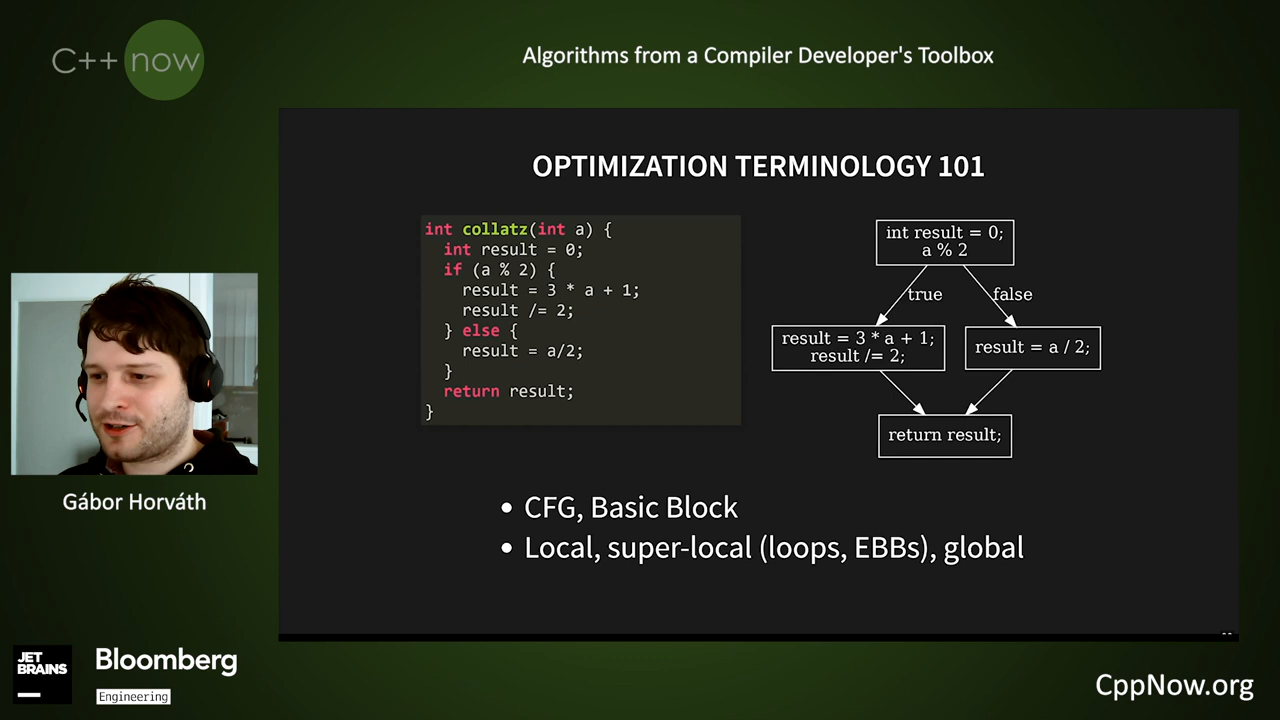 C++ now
Algorithms from a Compiler Developer's Toolbox
OPTIMIZATION TERMINOLOGY 101
int collatz(int a) {
int result = 0;
if (a % 2) {
result = 3 * a + 1;
result /= 2;
} else {
result = a/2;
}
return result;
}
int result = 0;
a % 2
true
false
result = 3 * a + 1;
result /= 2;
result = a / 2;
return result;
• CFG, Basic Block
• Local, super-local (loops, EBBs), global
Gábor Horváth
JET
BRAINS
Bloomberg
Engineering
CppNow.org